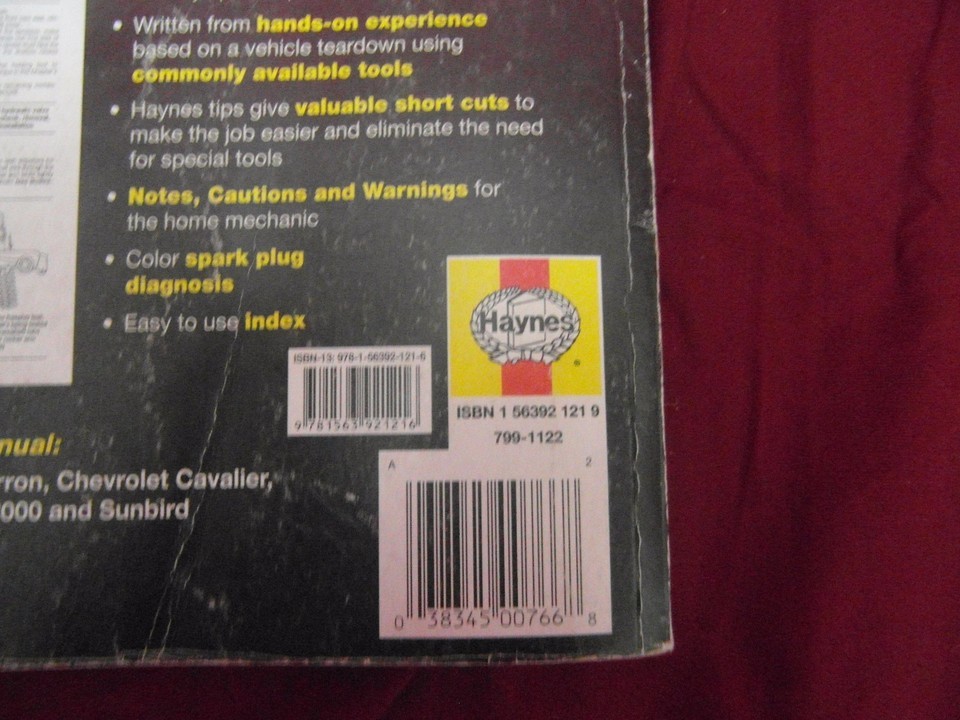 • Written from hands-on experience
based on a vehicle teardown using
commonly available tools
• Haynes tips give valuable short cuts to
make the job easier and eliminate the need
for special tools
• Notes, Cautions and Warnings for
the home mechanic
• Color spark plug
diagnosis
• Easy to use index
Haynes
®
ISBN-13: 978-1-56392-121-6
9 781563 921216
ISBN 1 56392 121 9
799-1122
A 2
0 38345 00766 8
nual:
rron, Chevrolet Cavalier,
000 and Sunbird